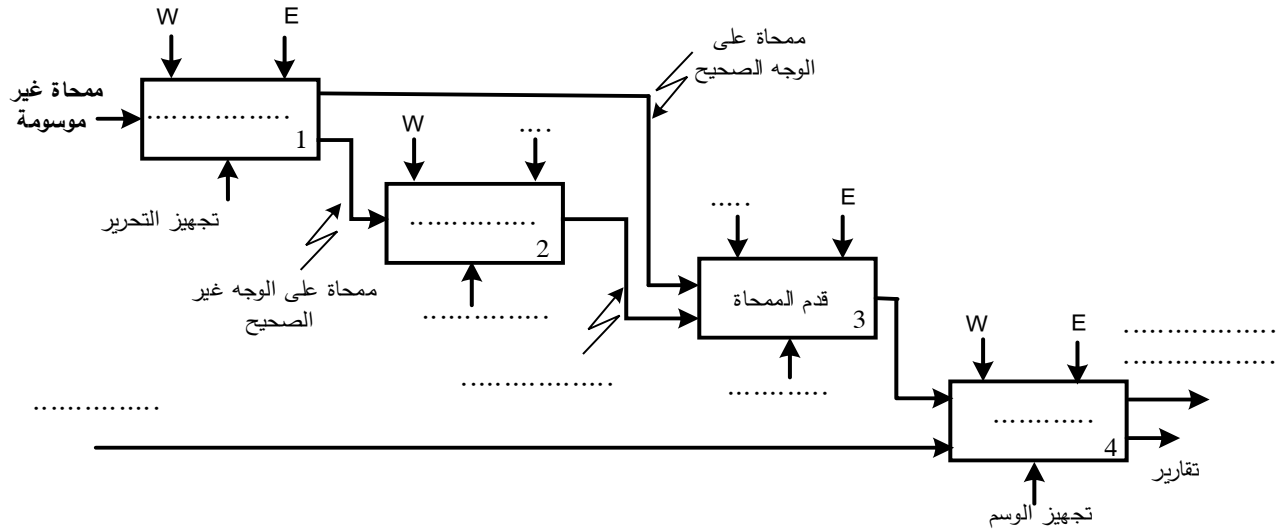 W
E
ممحاة غير
موسومة
..................
1
تجهيز التحرير
ممحاة على
الوجه الصحيح
W
....
................
2
................
ممحاة على الوجه غير
الصحيح
.....
E
قدم الممحاة
3
.............
...................
W
E
...................
...................
.............
4
................
تقارير
تجهيز الوسم